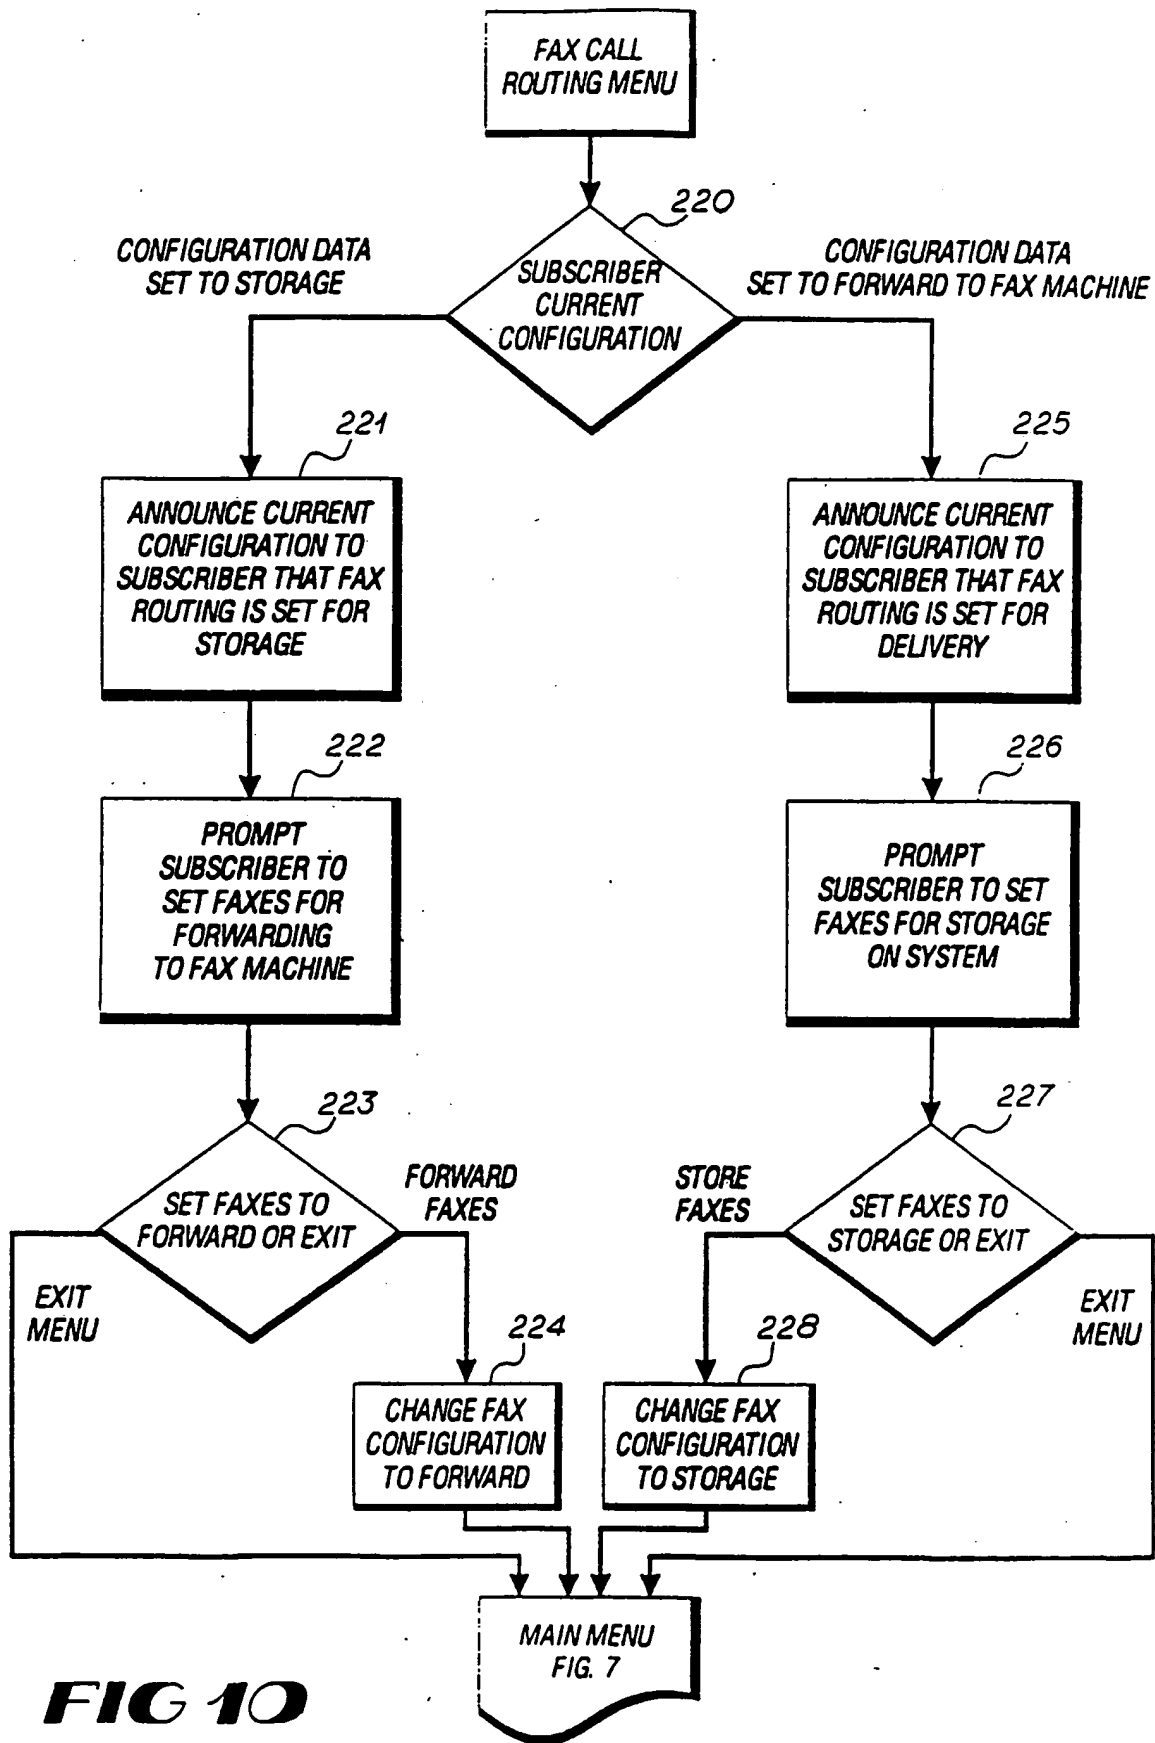 FAX CALL
ROUTING MENU
220
CONFIGURATION DATA
SET TO STORAGE
SUBSCRIBER
CURRENT
CONFIGURATION
CONFIGURATION DATA
SET TO FORWARD TO FAX MACHINE
221
ANNOUNCE CURRENT
CONFIGURATION TO
SUBSCRIBER THAT FAX
ROUTING IS SET FOR
STORAGE
225
ANNOUNCE CURRENT
CONFIGURATION TO
SUBSCRIBER THAT FAX
ROUTING IS SET FOR
DELIVERY
222
PROMPT
SUBSCRIBER TO
SET FAXES FOR
FORWARDING
TO FAX MACHINE
226
PROMPT
SUBSCRIBER TO SET
FAXES FOR STORAGE
ON SYSTEM
223
SET FAXES TO
FORWARD OR EXIT
FORWARD
FAXES
EXIT
MENU
227
STORE
FAXES
SET FAXES TO
STORAGE OR EXIT
EXIT
MENU
224
CHANGE FAX
CONFIGURATION
TO FORWARD
228
CHANGE FAX
CONFIGURATION
TO STORAGE
MAIN MENU
FIG. 7
FIG 10